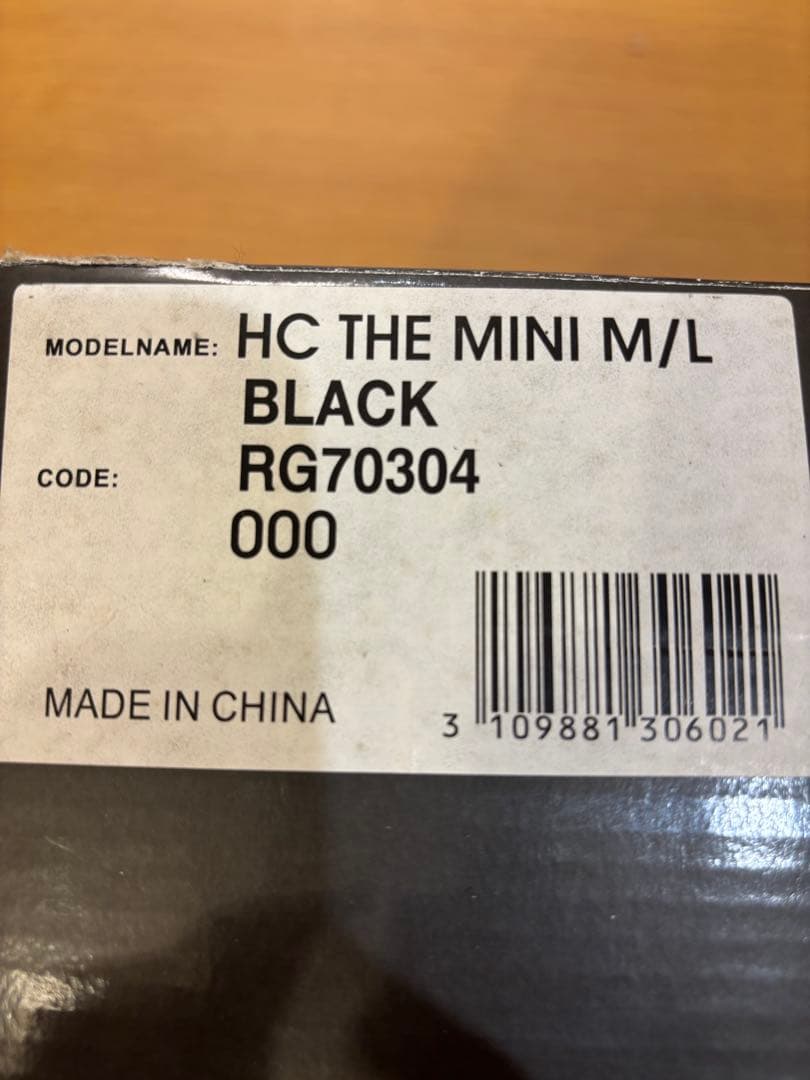 MODELNAME: HC THE MINI M/L
BLACK
CODE: RG70304
000
MADE IN CHINA
3 109881 306021